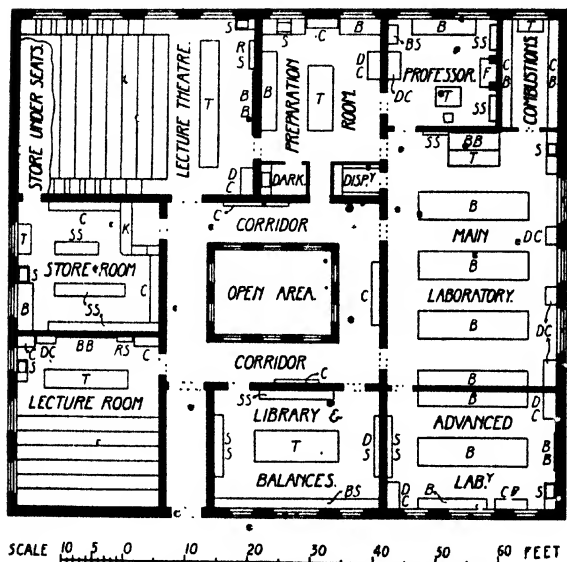 S
S
C
B
BS
B
SS
T
STORE UNDER SEATS.
LECTURE THEATRE.
R
S
T
B
B
B
PREPARATION
ROOM.
T
D
C
DC
PROFESSOR.
T
F
SS
C
B
COMBUSTIONS.
C
B
D
C
DARK.
DISPY
SS
BB
T
S
C
CORRIDOR
B
MAIN
DC
T
SS
K
C
STORE ROOM
S
SS
C
B
OPEN AREA.
C
B
LABORATORY.
B
DC
C
DC
BB
RS
C
S
T
LECTURE ROOM
CORRIDOR
C
SS
LIBRARY &
S
S
T
D
S
S
S
BALANCES.
BS
B
B
ADVANCED
D
C
B
B
B
LABY
D
C
B
S
SCALE 10 5 0 10 20 30 40 50 60 FEET